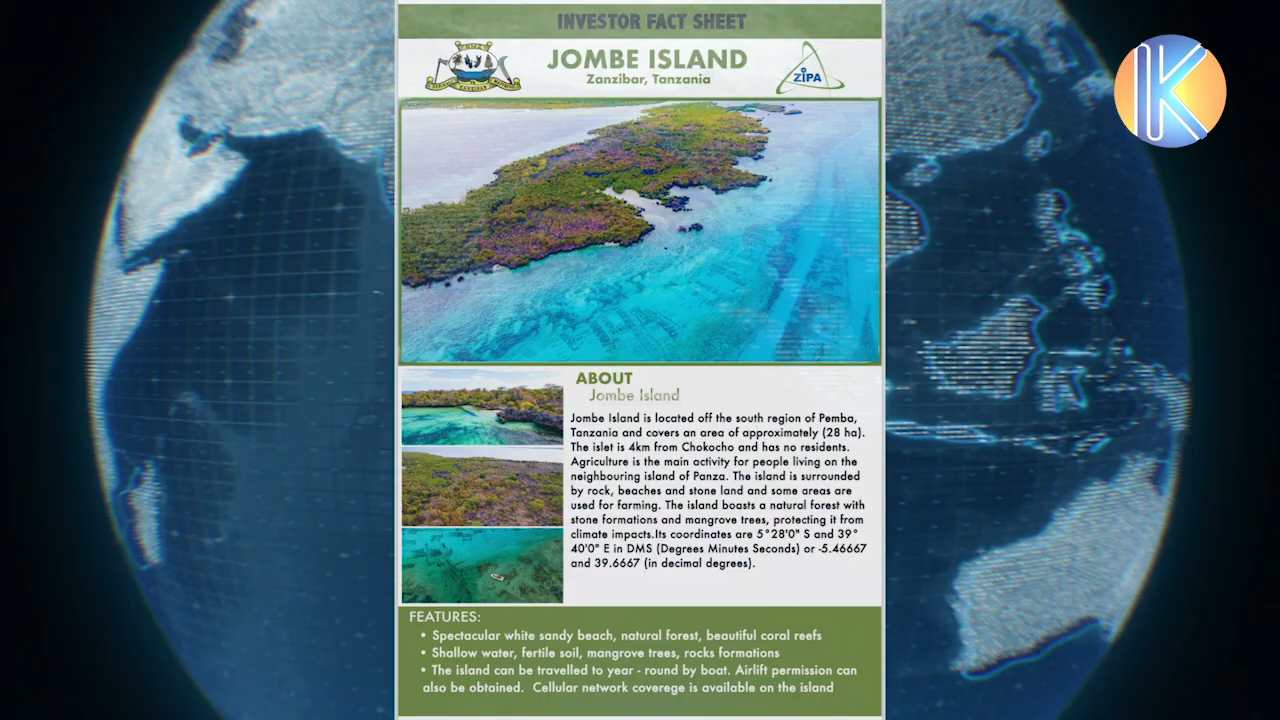 INVESTOR FACT SHEET
JOMBE ISLAND
Zanzibar, Tanzania
ZANZIBAR
ZIPA
K
ABOUT
Jombe Island
Jombe Island is located off the south region of Pemba,
Tanzania and covers an area of approximately (28 ha).
The islet is 4km from Chokocho and has no residents.
Agriculture is the main activity for people living on the
neighbouring island of Panza. The island is surrounded
by rock, beaches and stone land and some areas are
used for farming. The island boasts a natural forest with
stone formations and mangrove trees, protecting it from
climate impacts.Its coordinates are 5°28'0" S and 39°
40'0" E in DMS (Degrees Minutes Seconds) or -5.46667
and 39.6667 (in decimal degrees).
FEATURES:
• Spectacular white sandy beach, natural forest, beautiful coral reefs
• Shallow water, fertile soil, mangrove trees, rocks formations
• The island can be travelled to year - round by boat. Airlift permission can
also be obtained. Cellular network coverege is available on the island